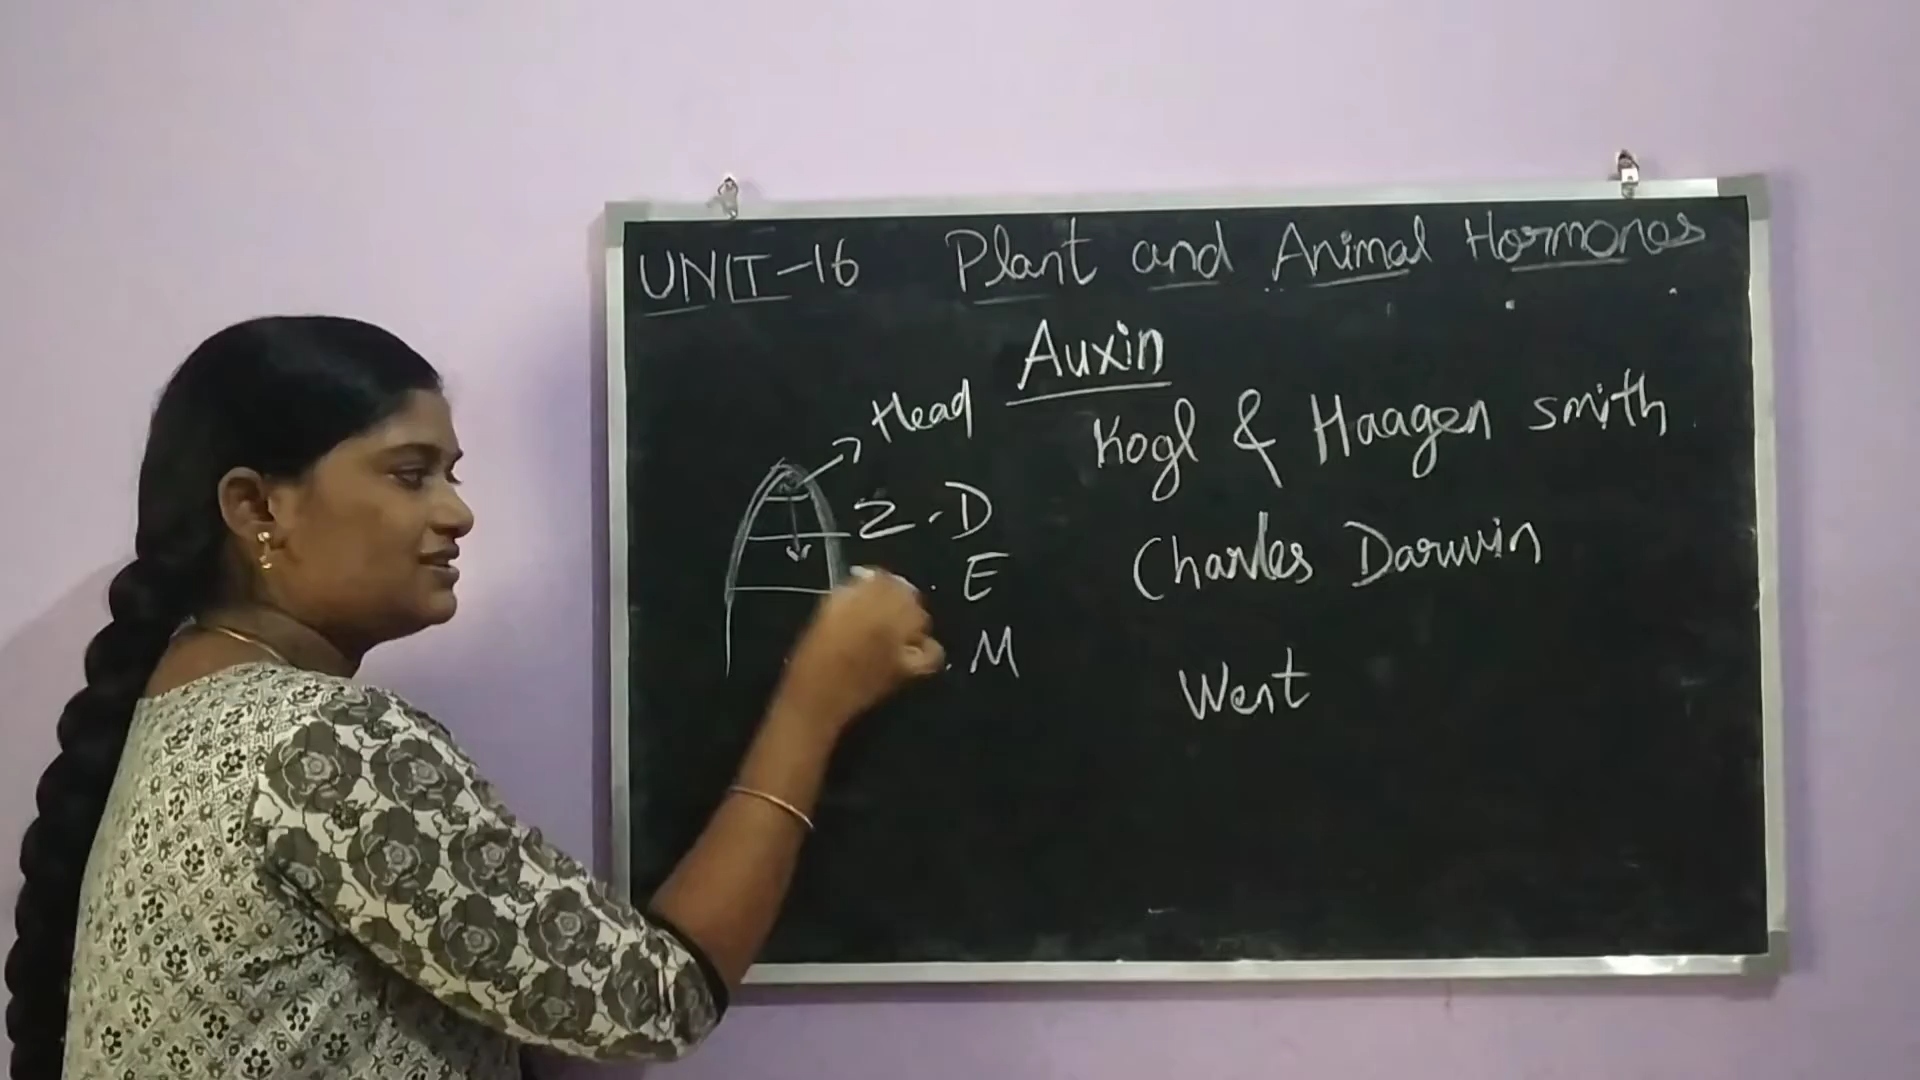 UNIT-16 Plant and Animal Hormones
Auxin
Head
Kogl & Haagen smith
Z.D
E
Charles Darwin
M
Went